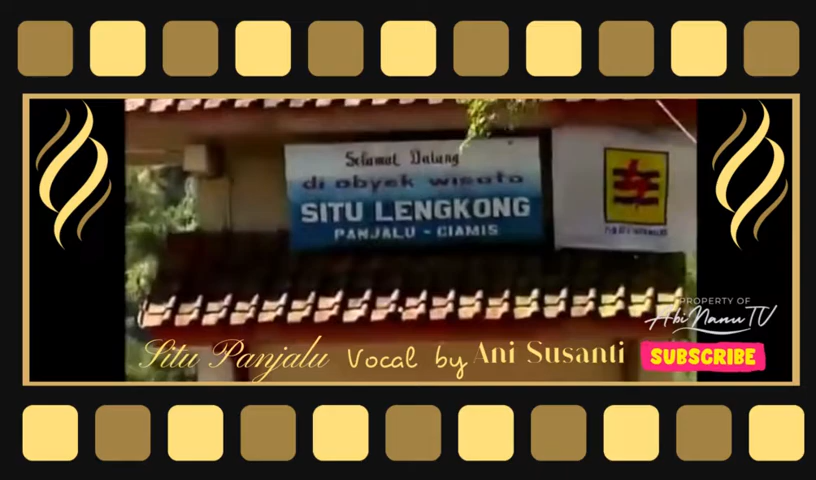 Selamat Datang
di obyek wisata
SITU LENGKONG
PANJALU - CIAMIS
PROPERTY OF
AbiNanuTV
Situ Panjalu Vocal by Ani Susanti
SUBSCRIBE